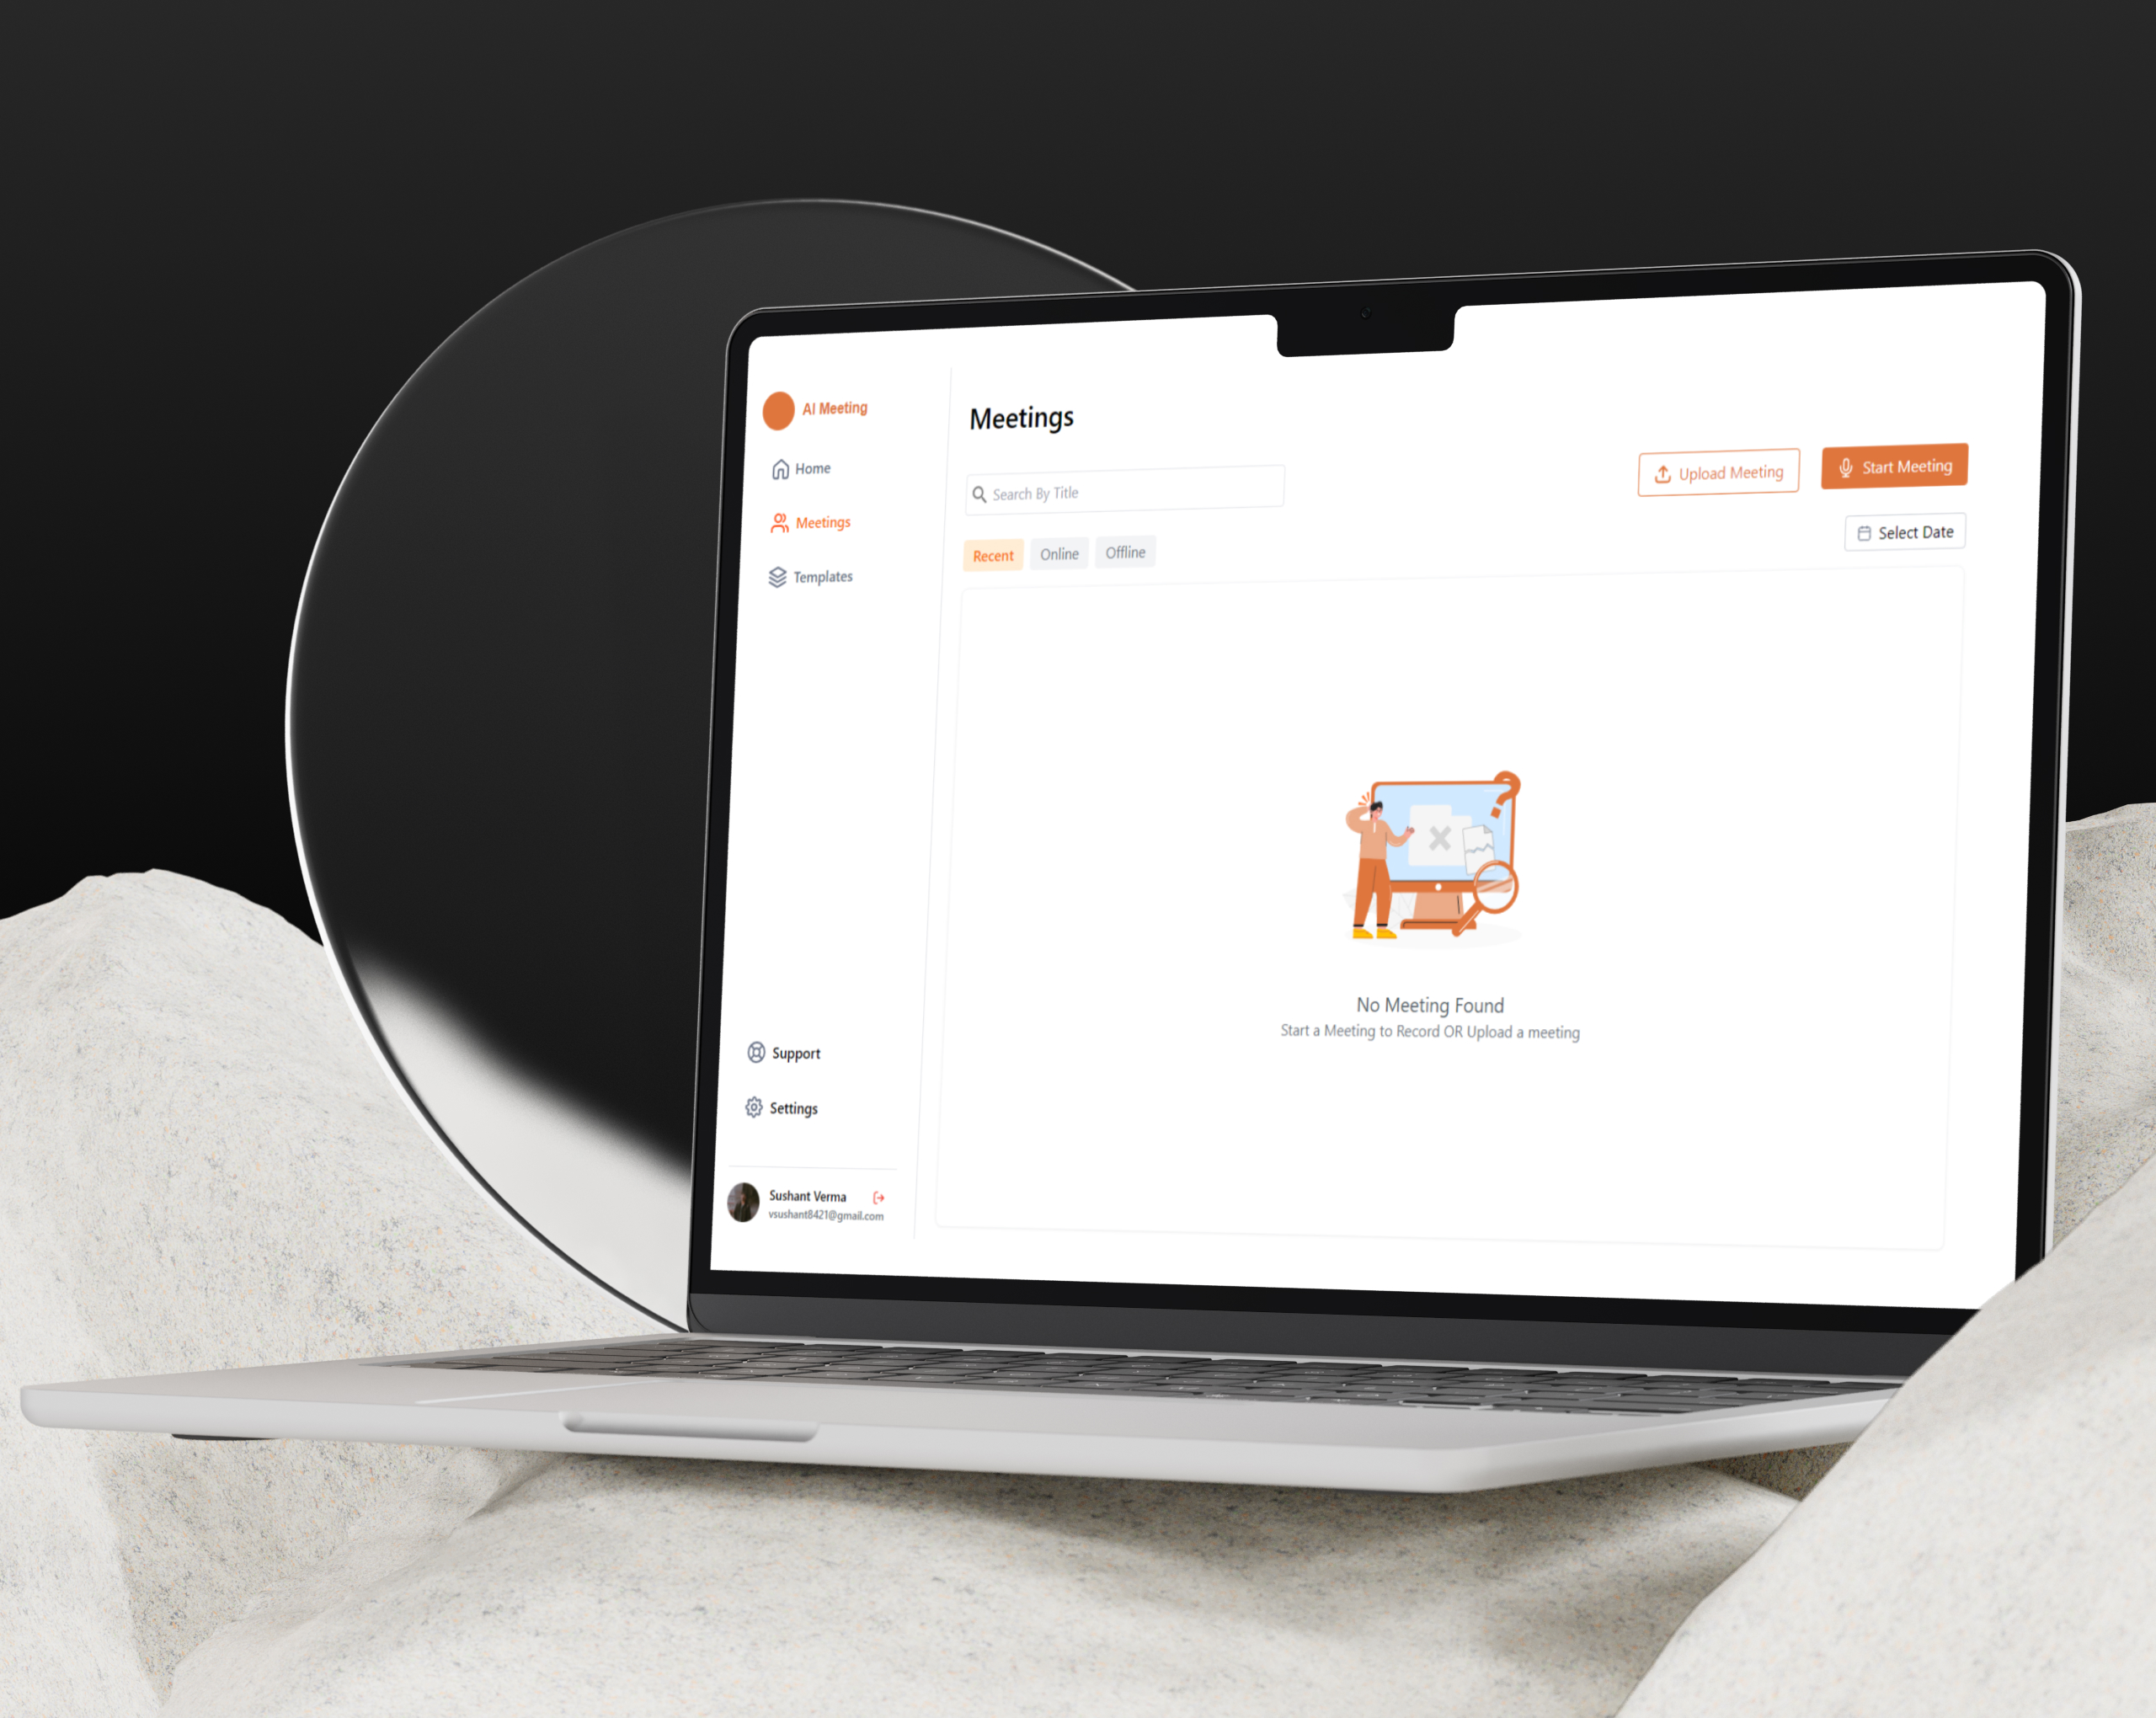 AI Meeting
Home
Meetings
Templates
Support
Settings
Sushant Verma
vsushant8421@gmail.com
Meetings
Search By Title
Upload Meeting
Start Meeting
Recent
Online
Offline
Select Date
No Meeting Found
Start a Meeting to Record OR Upload a meeting